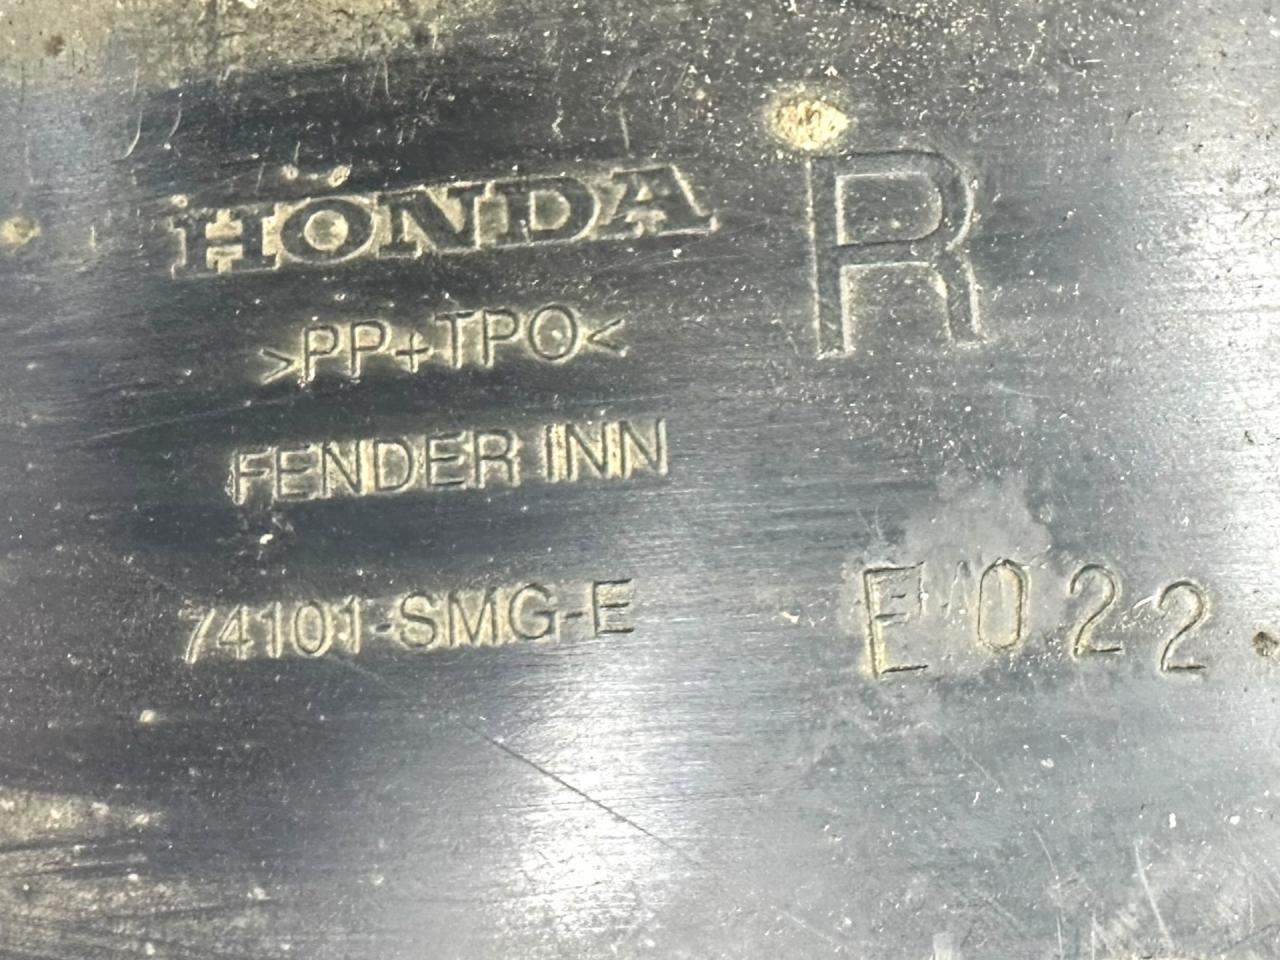 HONDA
R
>PP+TPO<
FENDER INN
74101-SMG-E
E022